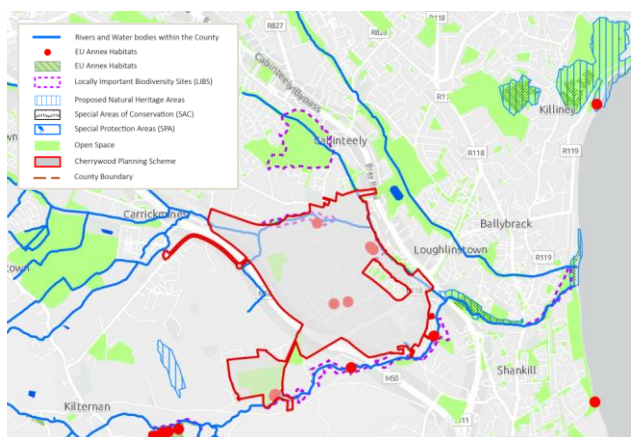 Rivers and Water bodies within the County
EU Annex Habitats
EU Annex Habitats
Locally Important Biodiversity Sites (LIBS)
Proposed Natural Heritage Areas
Special Areas of Conservation (SAC)
Special Protection Areas (SPA)
Open Space
Cherrywood Planning Scheme
County Boundary
R827
R118
Cabinteely Bypass
Killiney
Cabinteely
R118
Carrickmines
Ballybrack
Loughlinstown
R119
R119
town
M50
Shankill
Kilternan